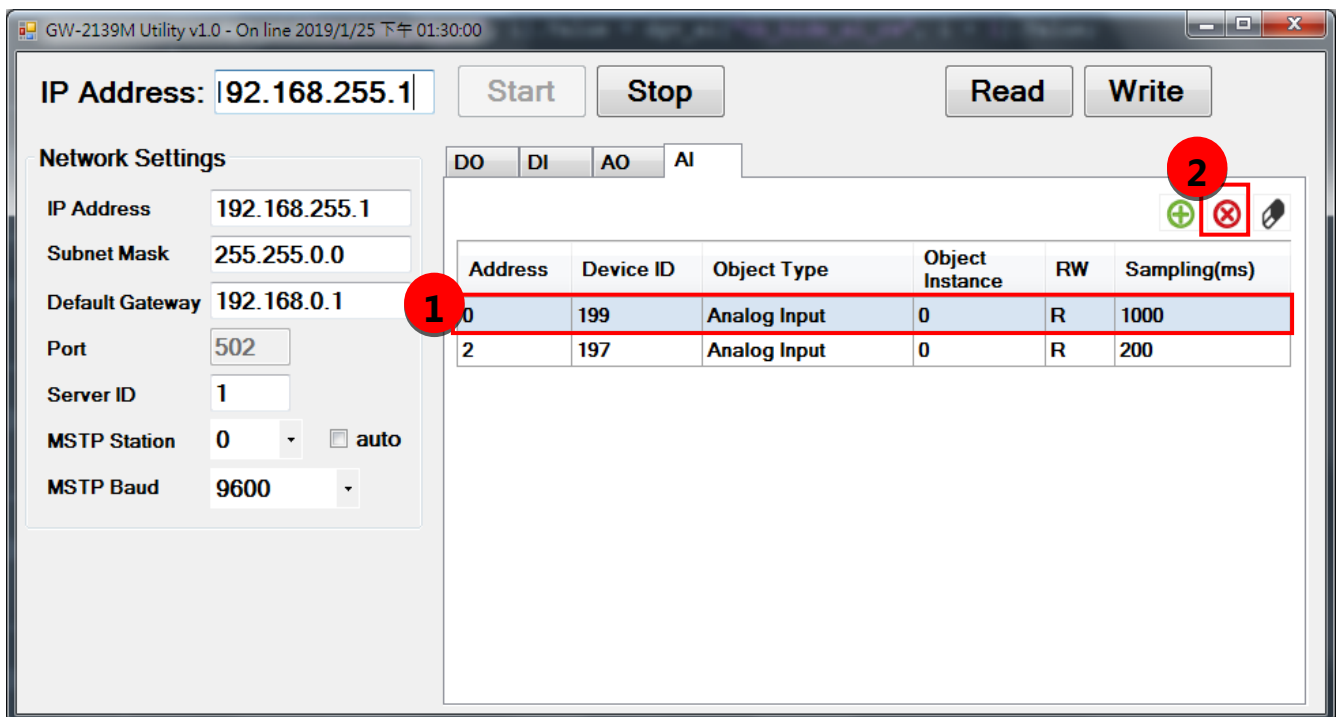 GW-2139M Utility v1.0 - On line 2019/1/25 下午 01:30:00
IP Address: 192.168.255.1 Start Stop Read Write
Network Settings
IP Address 192.168.255.1
Subnet Mask 255.255.0.0
Default Gateway 192.168.0.1
Port 502
Server ID 1
MSTP Station 0 auto
MSTP Baud 9600
DO DI AO AI
2
Address Device ID Object Type Object Instance RW Sampling(ms)
1
0 199 Analog Input 0 R 1000
2 197 Analog Input 0 R 200